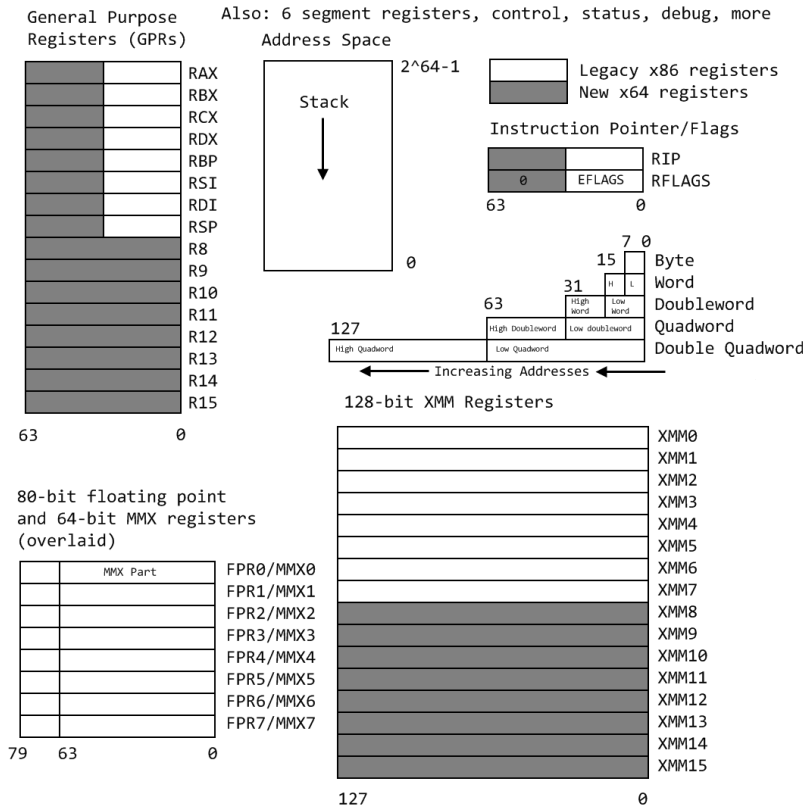 General Purpose
Registers (GPRs)
RAX
RBX
RCX
RDX
RBP
RSI
RDI
RSP
R8
R9
R10
R11
R12
R13
R14
R15
63 0
Also: 6 segment registers, control, status, debug, more
Address Space
2^64-1
Stack
0
Legacy x86 registers
New x64 registers
Instruction Pointer/Flags
RIP
0 EFLAGS RFLAGS
63 0
7 0
Byte
15
H L Word
31
High Word Low Word Doubleword
63
High Doubleword Low doubleword Quadword
127
High Quadword Low Quadword Double Quadword
Increasing Addresses
80-bit floating point
and 64-bit MMX registers
(overlaid)
MMX Part FPR0/MMX0
FPR1/MMX1
FPR2/MMX2
FPR3/MMX3
FPR4/MMX4
FPR5/MMX5
FPR6/MMX6
FPR7/MMX7
79 63 0
128-bit XMM Registers
XMM0
XMM1
XMM2
XMM3
XMM4
XMM5
XMM6
XMM7
XMM8
XMM9
XMM10
XMM11
XMM12
XMM13
XMM14
XMM15
127 0